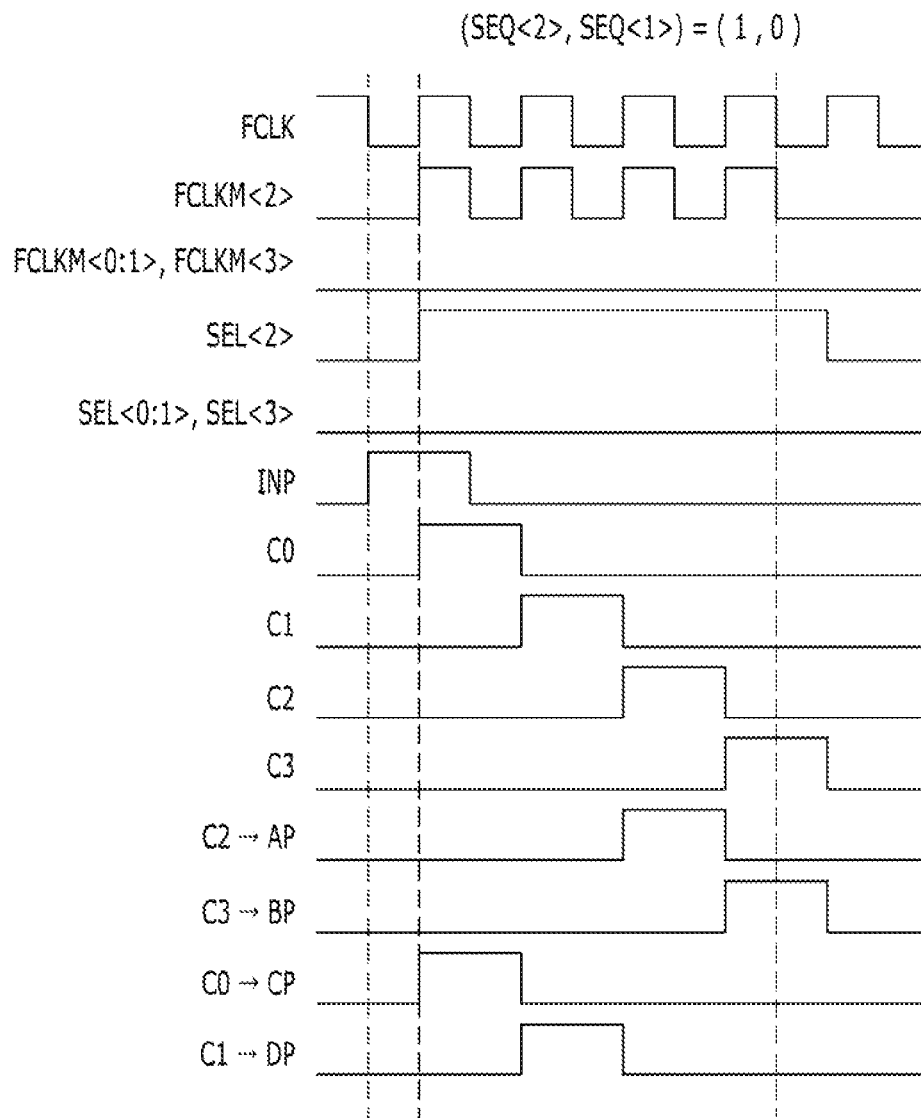 (SEQ<2>, SEQ<1>) = ( 1 , 0 )
FCLK
FCLKM<2>
FCLKM<0:1>, FCLKM<3>
SEL<2>
SEL<0:1>, SEL<3>
INP
C0
C1
C2
C3
C2 → AP
C3 → BP
C0 → CP
C1 → DP